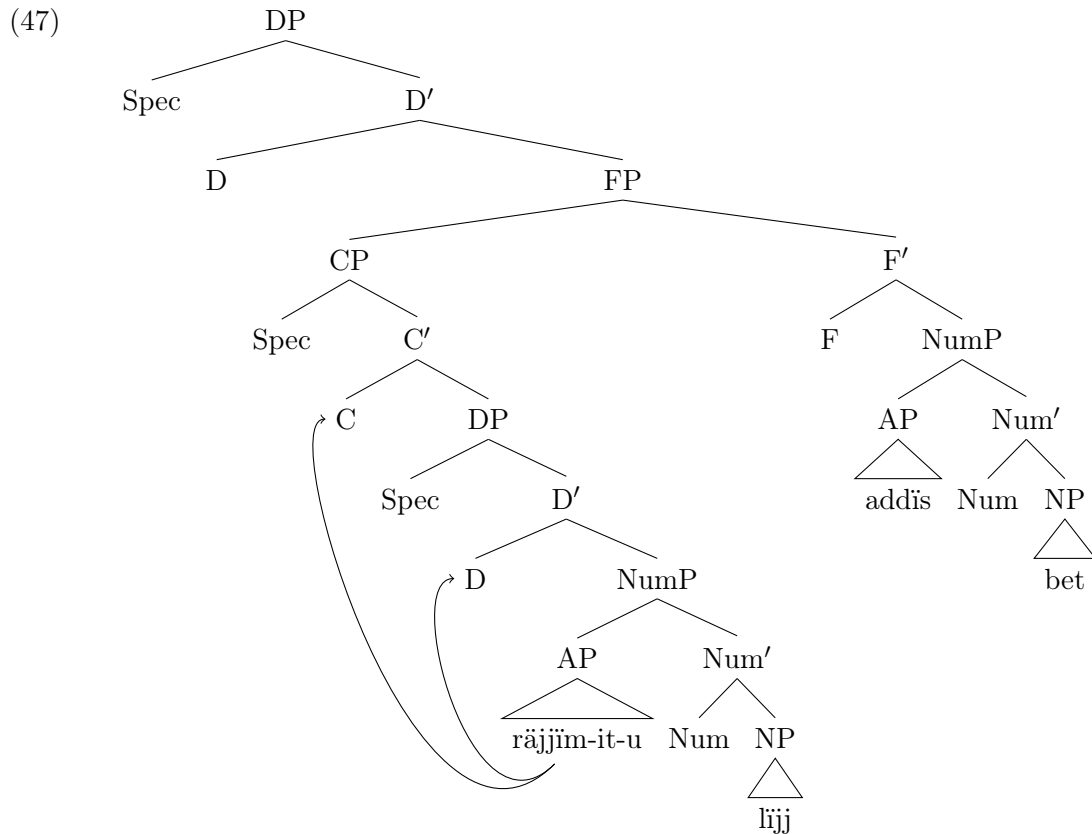 (47) DP
Spec D′
D FP
CP F′
Spec C′ F NumP
C DP AP Num′
Spec D′ addïs Num NP
D NumP bet
AP Num′
räjjïm-it-u Num NP
lïjj